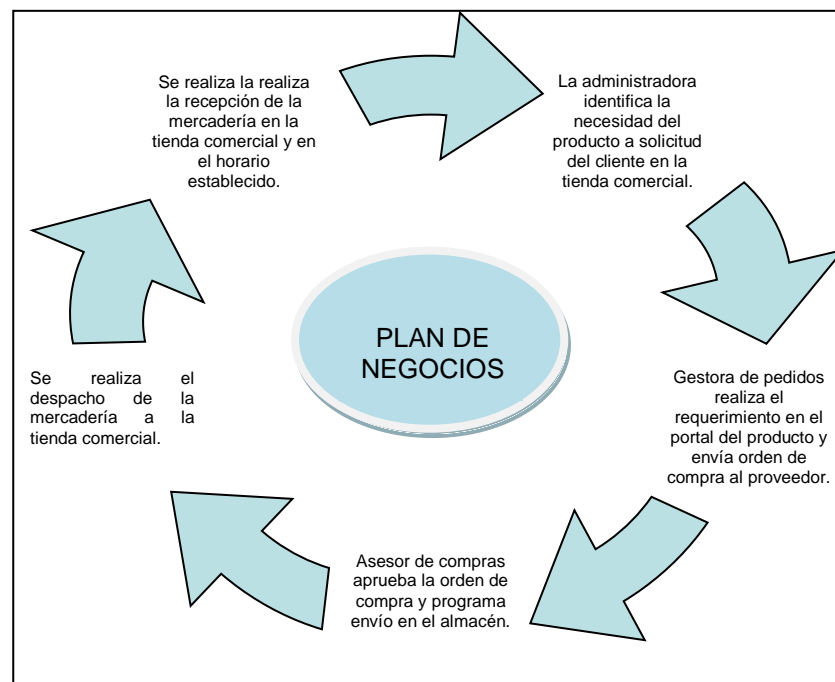 Se realiza la realiza
la recepción de la
mercadería en la
tienda comercial y en
el horario
establecido.
La administradora
identifica la
necesidad del
producto a solicitud
del cliente en la
tienda comercial.
PLAN DE
NEGOCIOS
Gestora de pedidos
realiza el
requerimiento en el
portal del producto y
envía orden de
compra al proveedor.
Asesor de compras
aprueba la orden de
compra y programa
envío en el almacén.
Se realiza el
despacho de la
mercadería a la
tienda comercial.